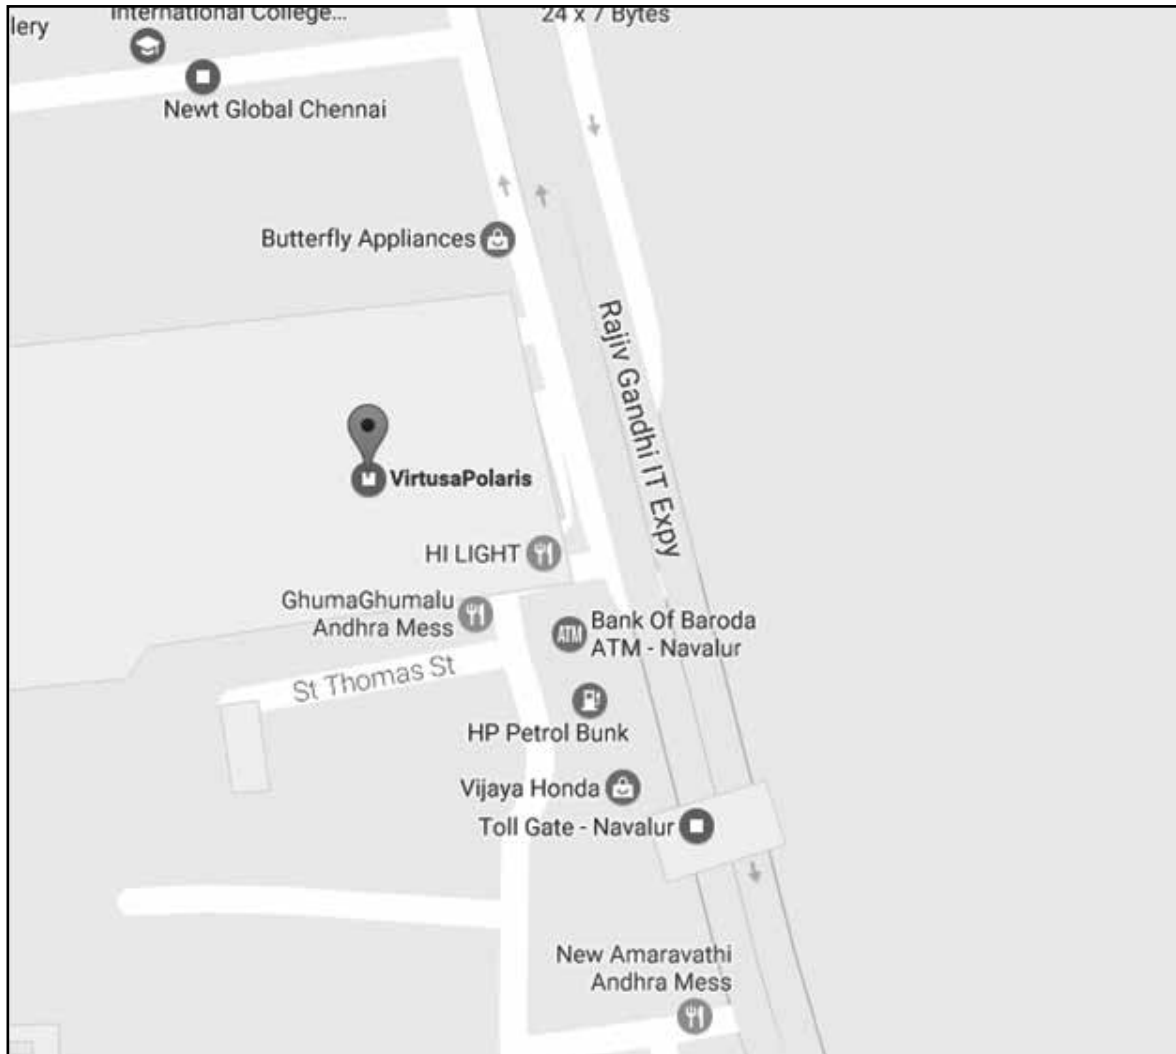 lery
International College...
24 x 7 Bytes
Newt Global Chennai
Butterfly Appliances
Rajiv Gandhi IT Expy
VirtusaPolaris
HI LIGHT
GhumaGhumalu
Andhra Mess
ATM
Bank Of Baroda
ATM - Navalur
St Thomas St
HP Petrol Bunk
Vijaya Honda
Toll Gate - Navalur
New Amaravathi
Andhra Mess